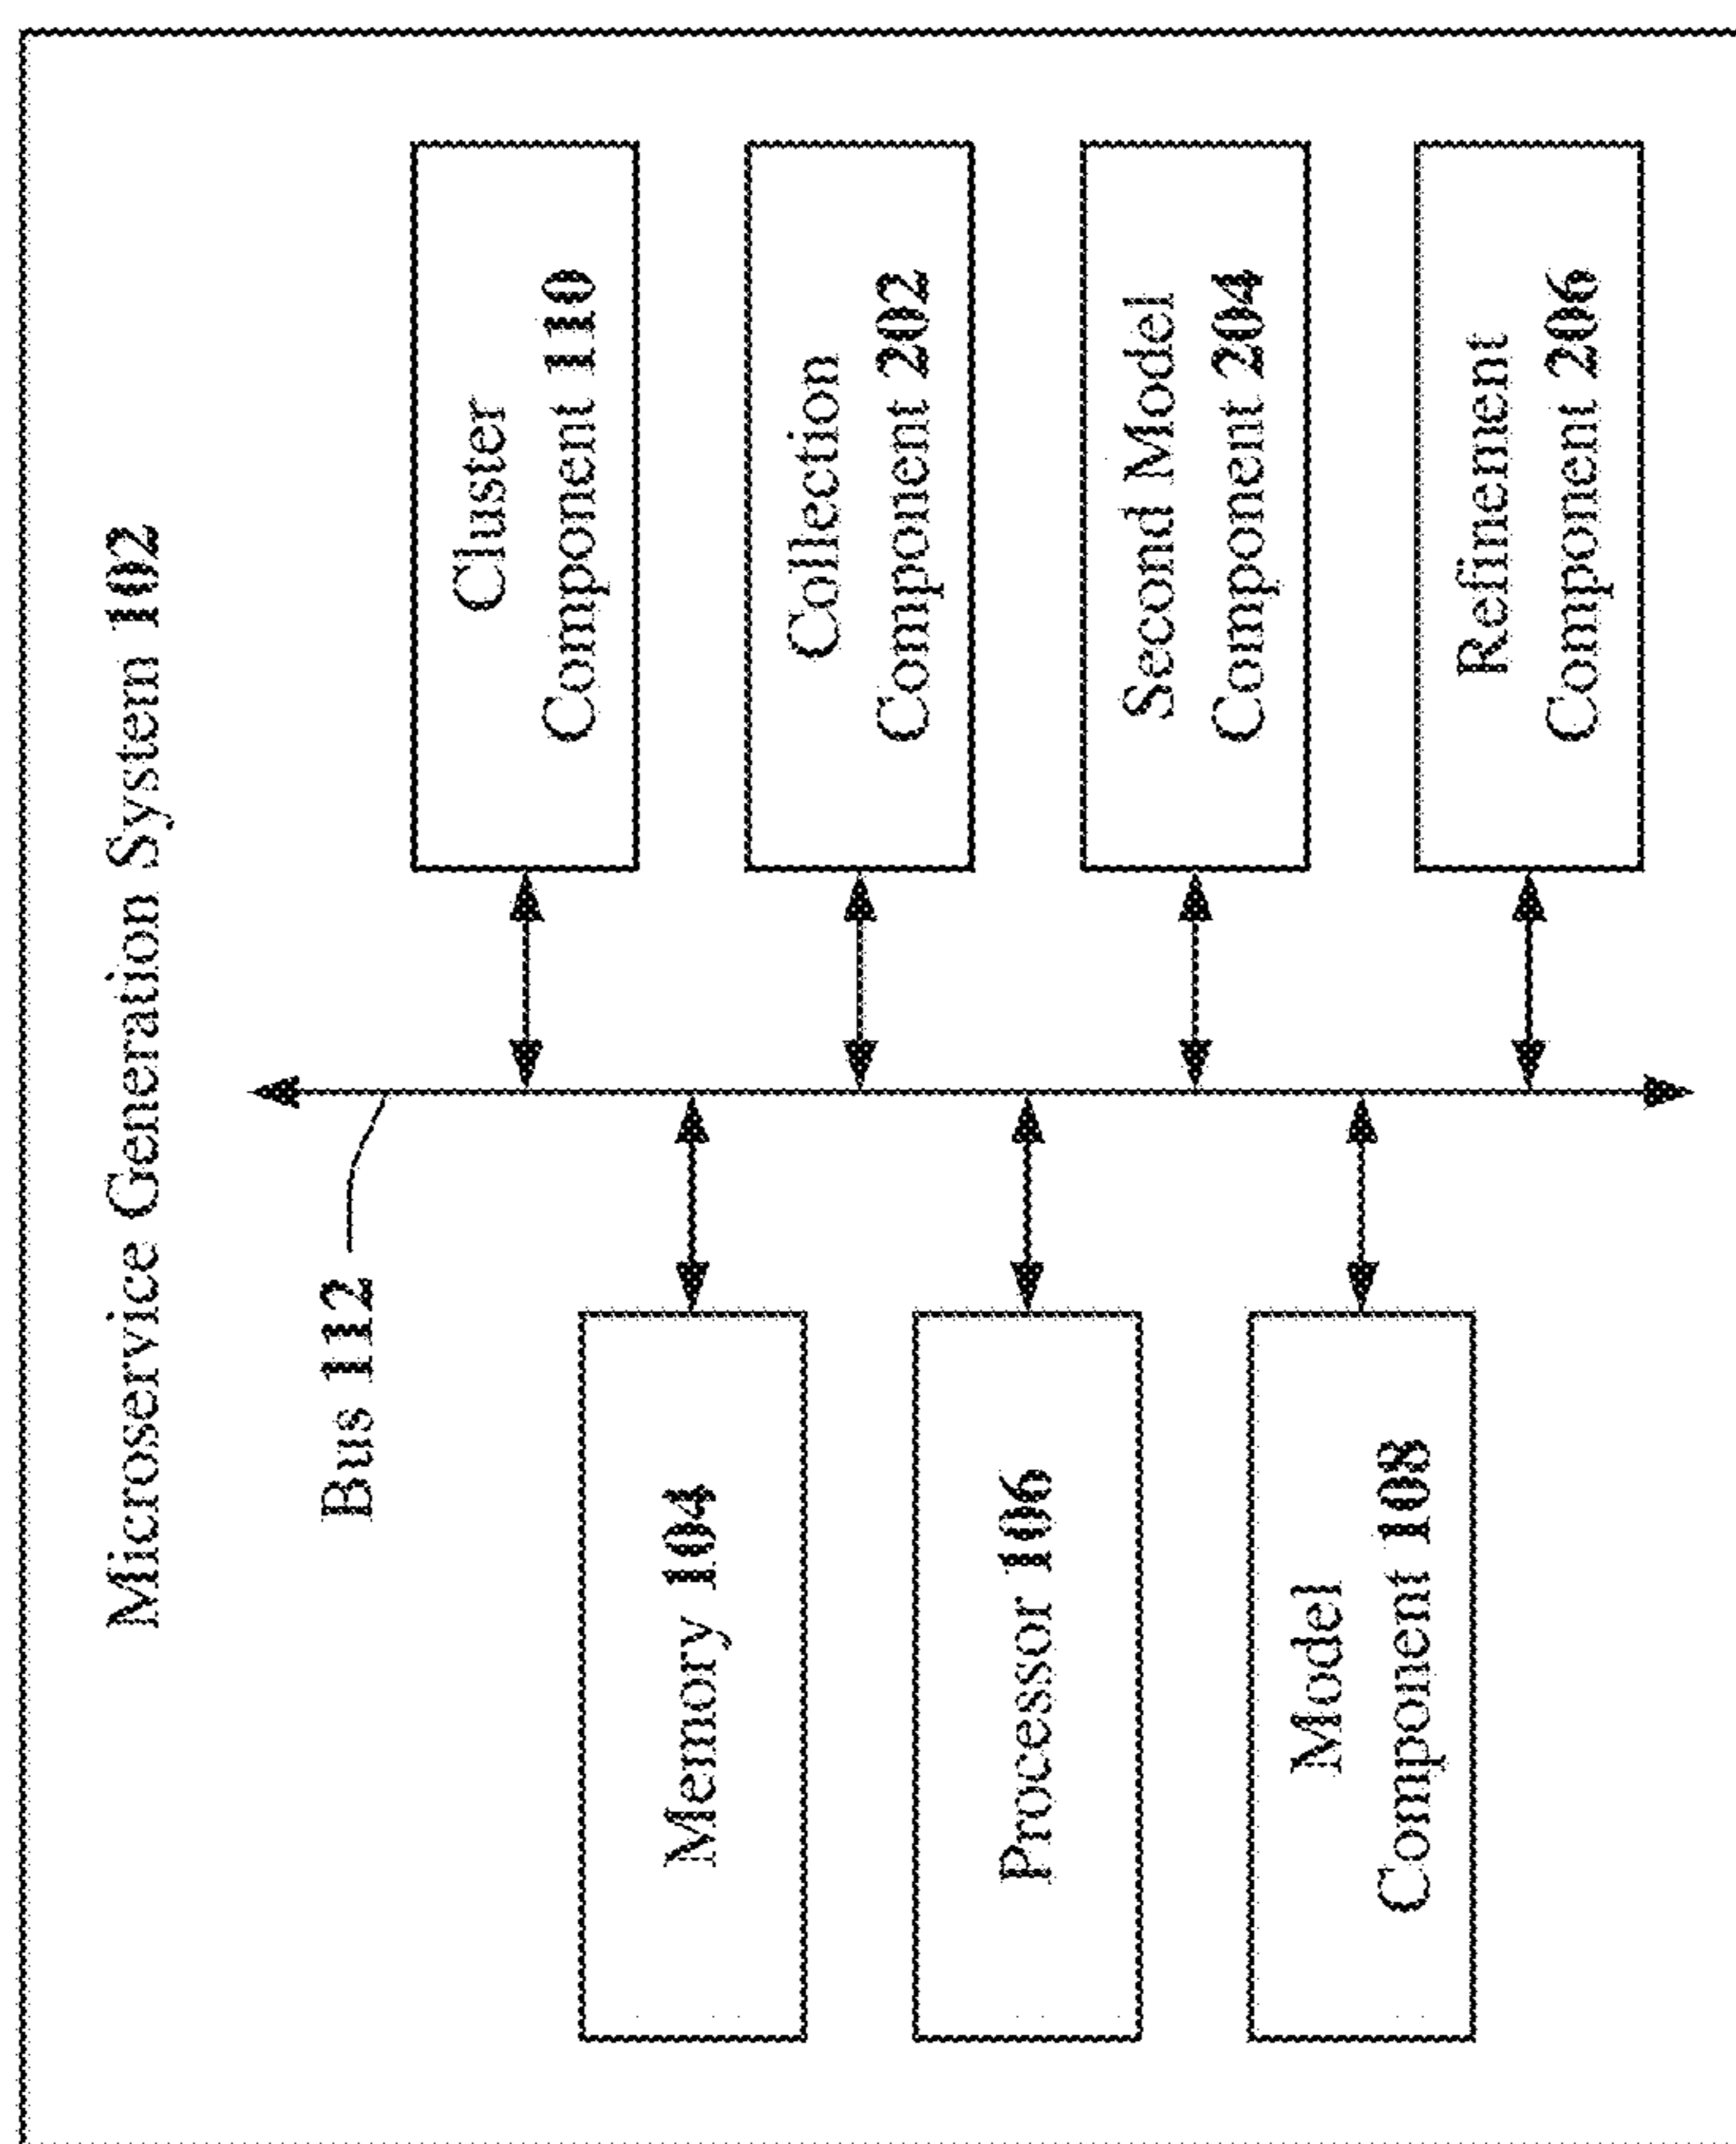 Microservice Generation System 102
Bus 112
Memory 104
Processor 106
Model
Component 108
Cluster
Component 110
Collection
Component 202
Second Model
Component 204
Refinement
Component 206